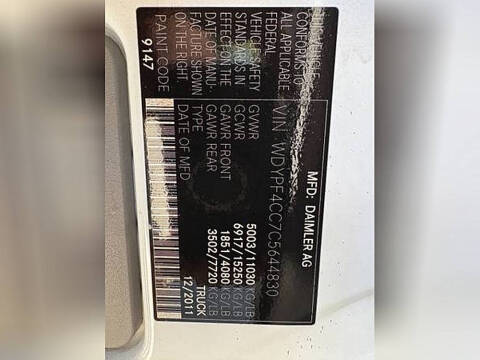 MFD: DAIMLER AG
VIN WDYPF4CC7C5644830
GVWR 5003/11030 KG/LB
GCWR 6917/15250 KG/LB
GAWR FRONT 1851/4080 KG/LB
GAWR REAR 3502/7720 KG/LB
TYPE TRUCK
DATE OF MFD 12/2011
THIS VEHICLE
CONFORMS TO
ALL APPLICABLE
FEDERAL
VEHICLE SAFETY
STANDARDS IN
EFFECT ON THE
DATE OF MANU-
FACTURE SHOWN
ON THE RIGHT
PAINT CODE
9147